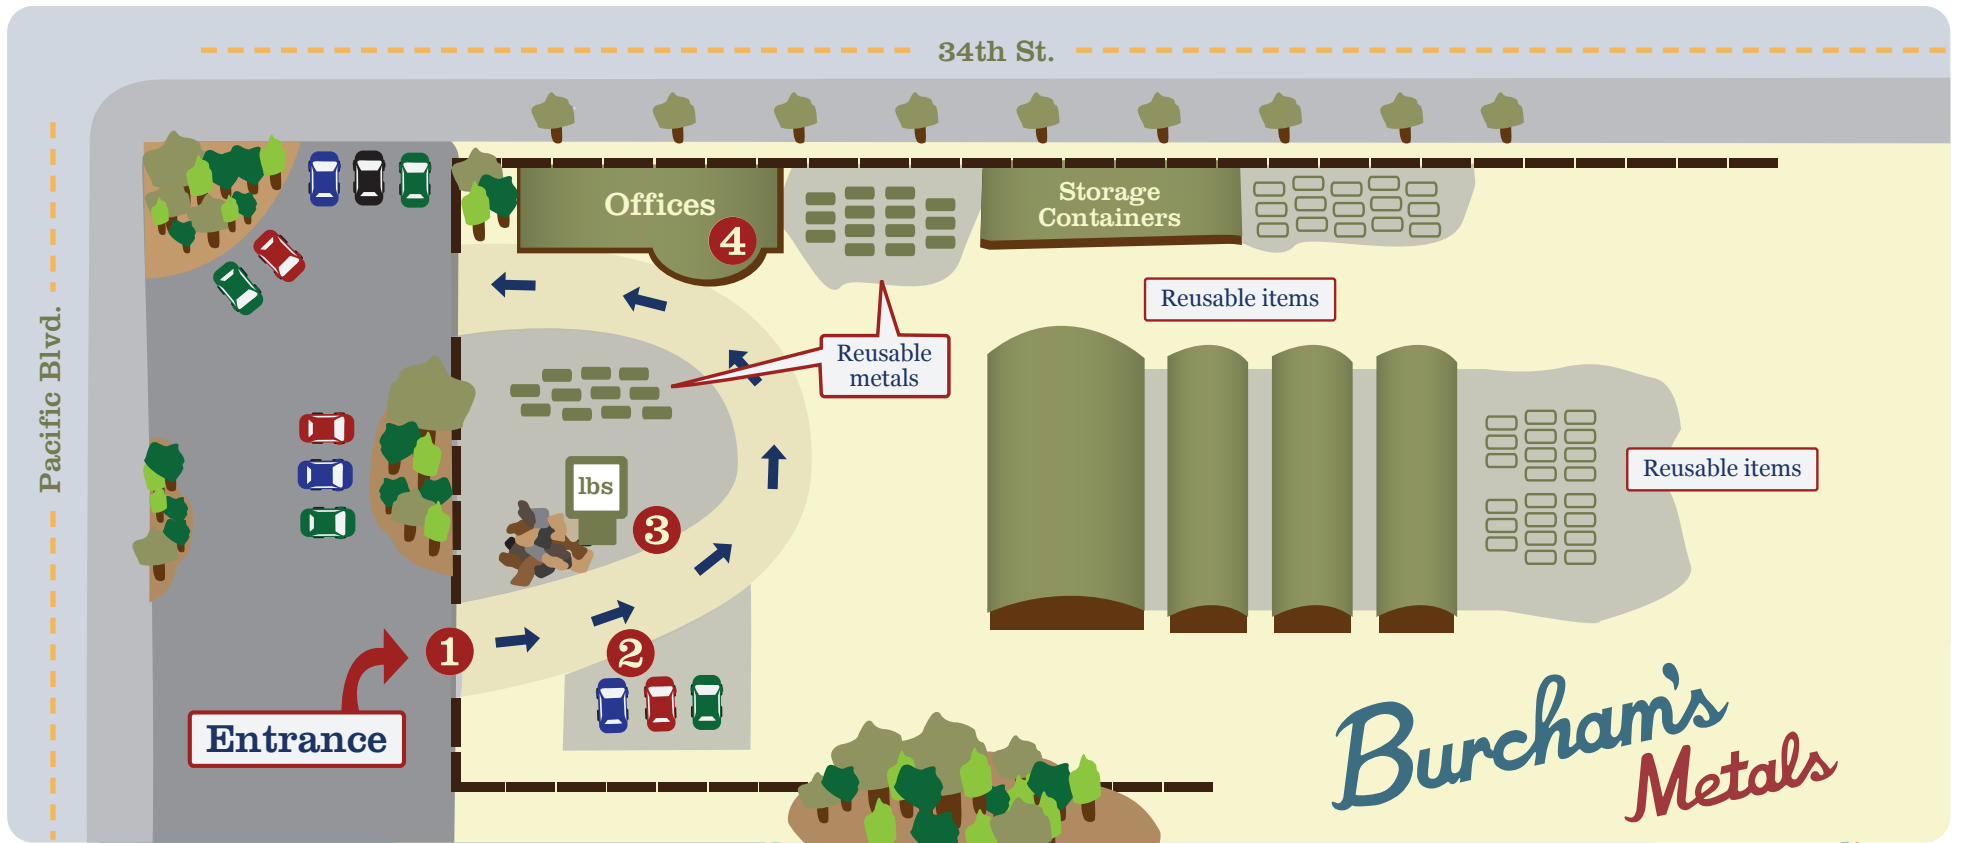 34th St.
Pacific Blvd.
Offices
4
Storage
Containers
Reusable items
Reusable
metals
lbs
3
Reusable items
1
2
Entrance
Burcham's
Metals